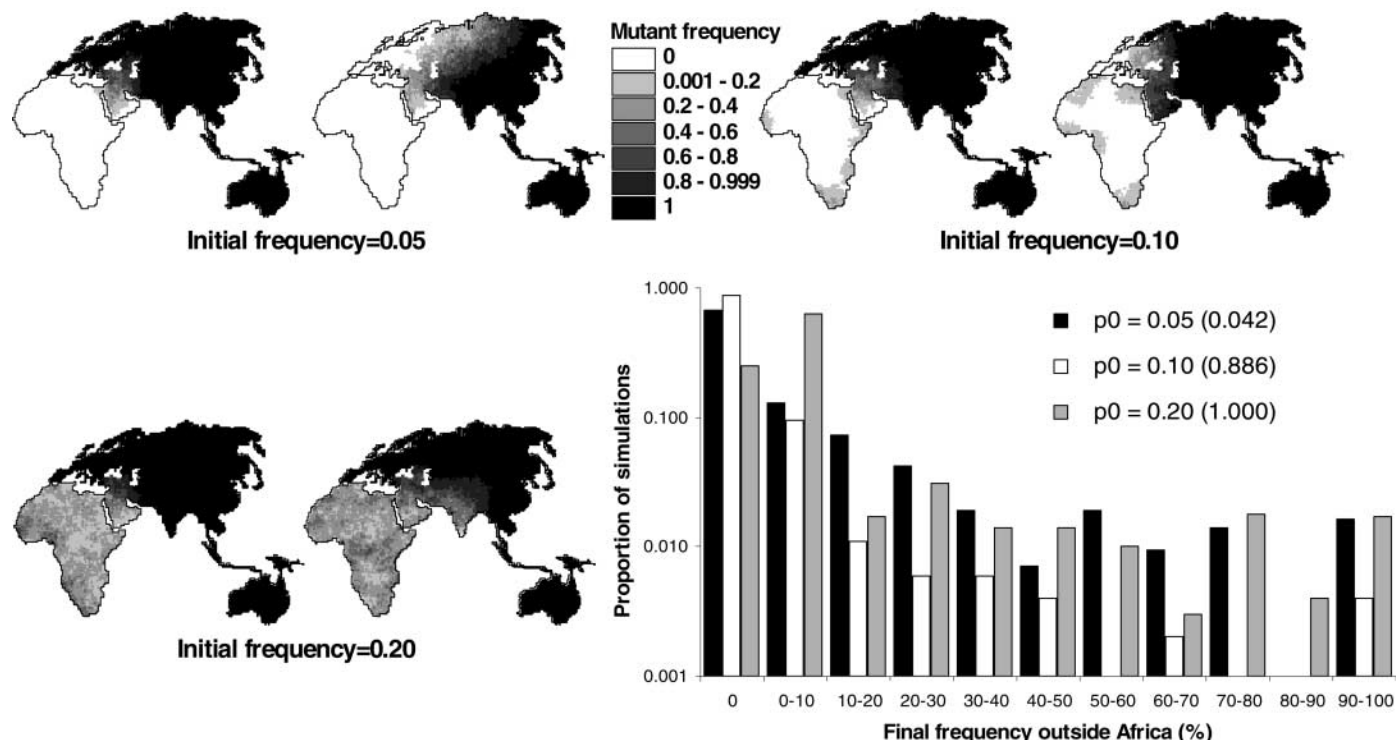 Mutant frequency
0
0.001 - 0.2
0.2 - 0.4
0.4 - 0.6
0.6 - 0.8
0.8 - 0.999
1
Initial frequency=0.05
Initial frequency=0.10
Initial frequency=0.20
Proportion of simulations
1.000
0.100
0.010
0.001
p0 = 0.05 (0.042)
p0 = 0.10 (0.886)
p0 = 0.20 (1.000)
0 0-10 10-20 20-30 30-40 40-50 50-60 60-70 70-80 80-90 90-100
Final frequency outside Africa (%)